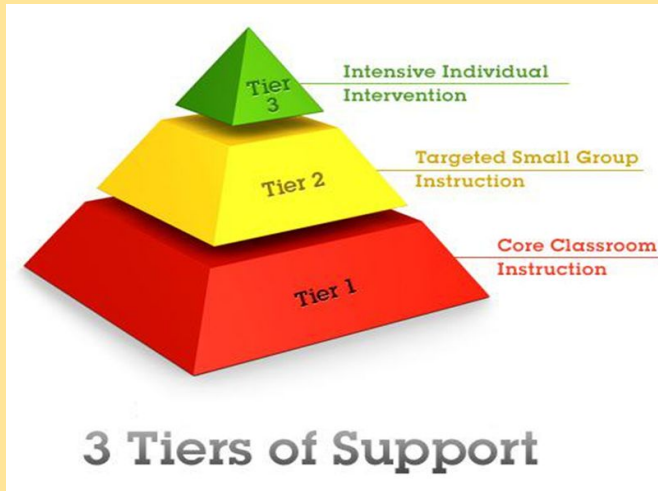 Tier
3
Intensive Individual
Intervention
Tier 2
Targeted Small Group
Instruction
Tier 1
Core Classroom
Instruction
3 Tiers of Support